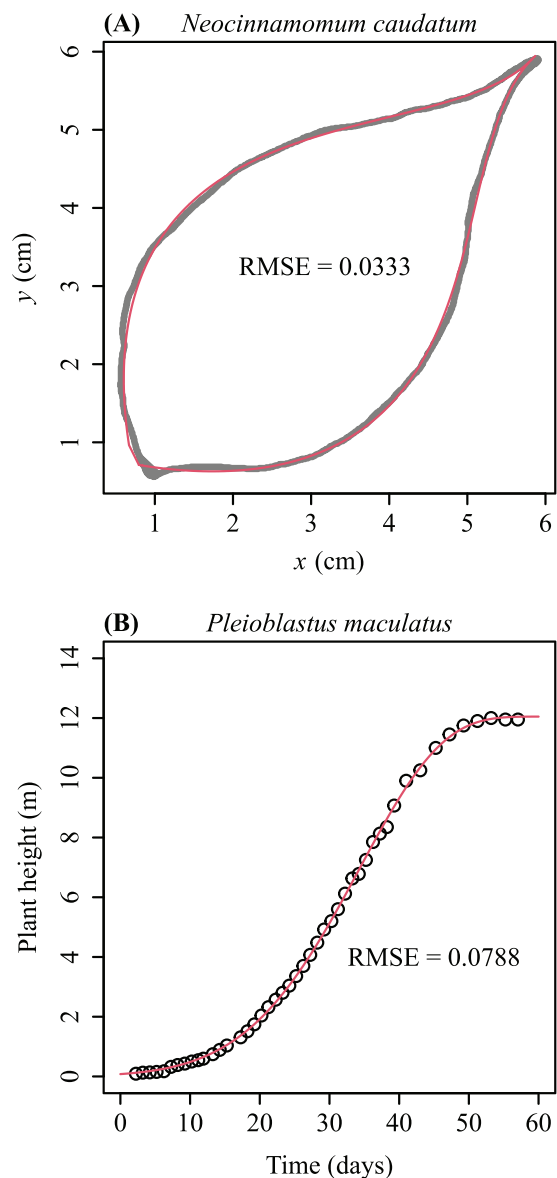 (A) Neocinnamomum caudatum
6
5
4
3
2
1
y (cm)
RMSE = 0.0333
1 2 3 4 5 6
x (cm)
(B) Pleioblastus maculatus
14
12
10
8
6
4
2
0
Plant height (m)
RMSE = 0.0788
0 10 20 30 40 50 60
Time (days)